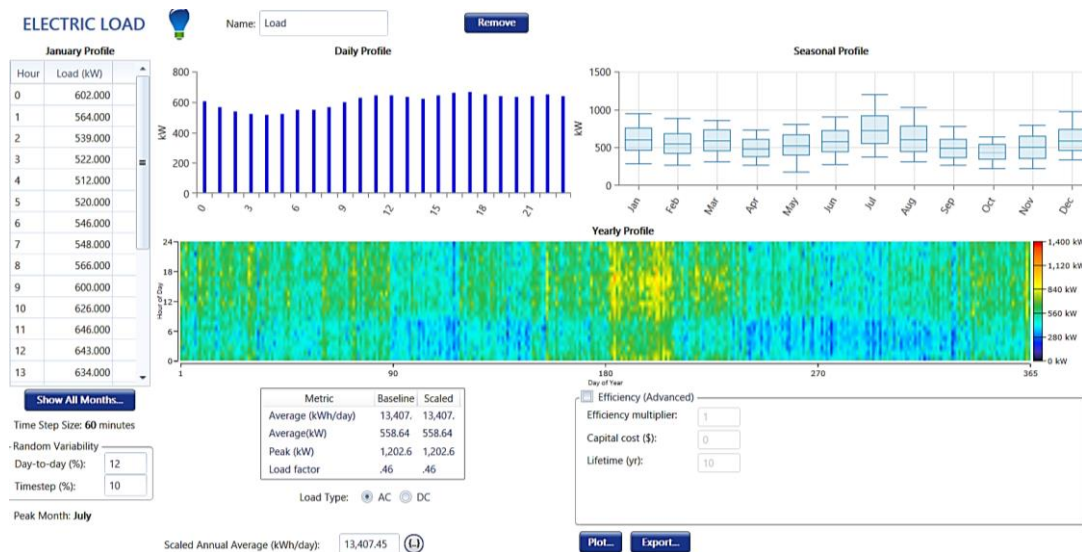 ELECTRIC LOAD
Name: Load
Remove
January Profile
Hour Load (kW)
0 602.000
1 564.000
2 539.000
3 522.000
4 512.000
5 520.000
6 546.000
7 548.000
8 566.000
9 600.000
10 626.000
11 646.000
12 643.000
13 634.000
Show All Months...
Time Step Size: 60 minutes
Random Variability
Day-to-day (%): 12
Timestep (%): 10
Peak Month: July
Daily Profile
kW
800
600
400
200
0
0 3 6 9 12 15 18 21
Seasonal Profile
kW
1500
1000
500
0
Jan Feb Mar Apr May Jun Jul Aug Sep Oct Nov Dec
Yearly Profile
Hour of Day
24
18
12
6
0
1 90 180 270 365
Day of Year
1,400 kW
1,120 kW
840 kW
560 kW
280 kW
0 kW
Metric Baseline Scaled
Average (kWh/day) 13,407. 13,407.
Average(kW) 558.64 558.64
Peak (kW) 1,202.6 1,202.6
Load factor .46 .46
Load Type: AC DC
Scaled Annual Average (kWh/day): 13,407.45 {..}
Efficiency (Advanced)
Efficiency multiplier: 1
Capital cost ($): 0
Lifetime (yr): 10
Plot... Export...